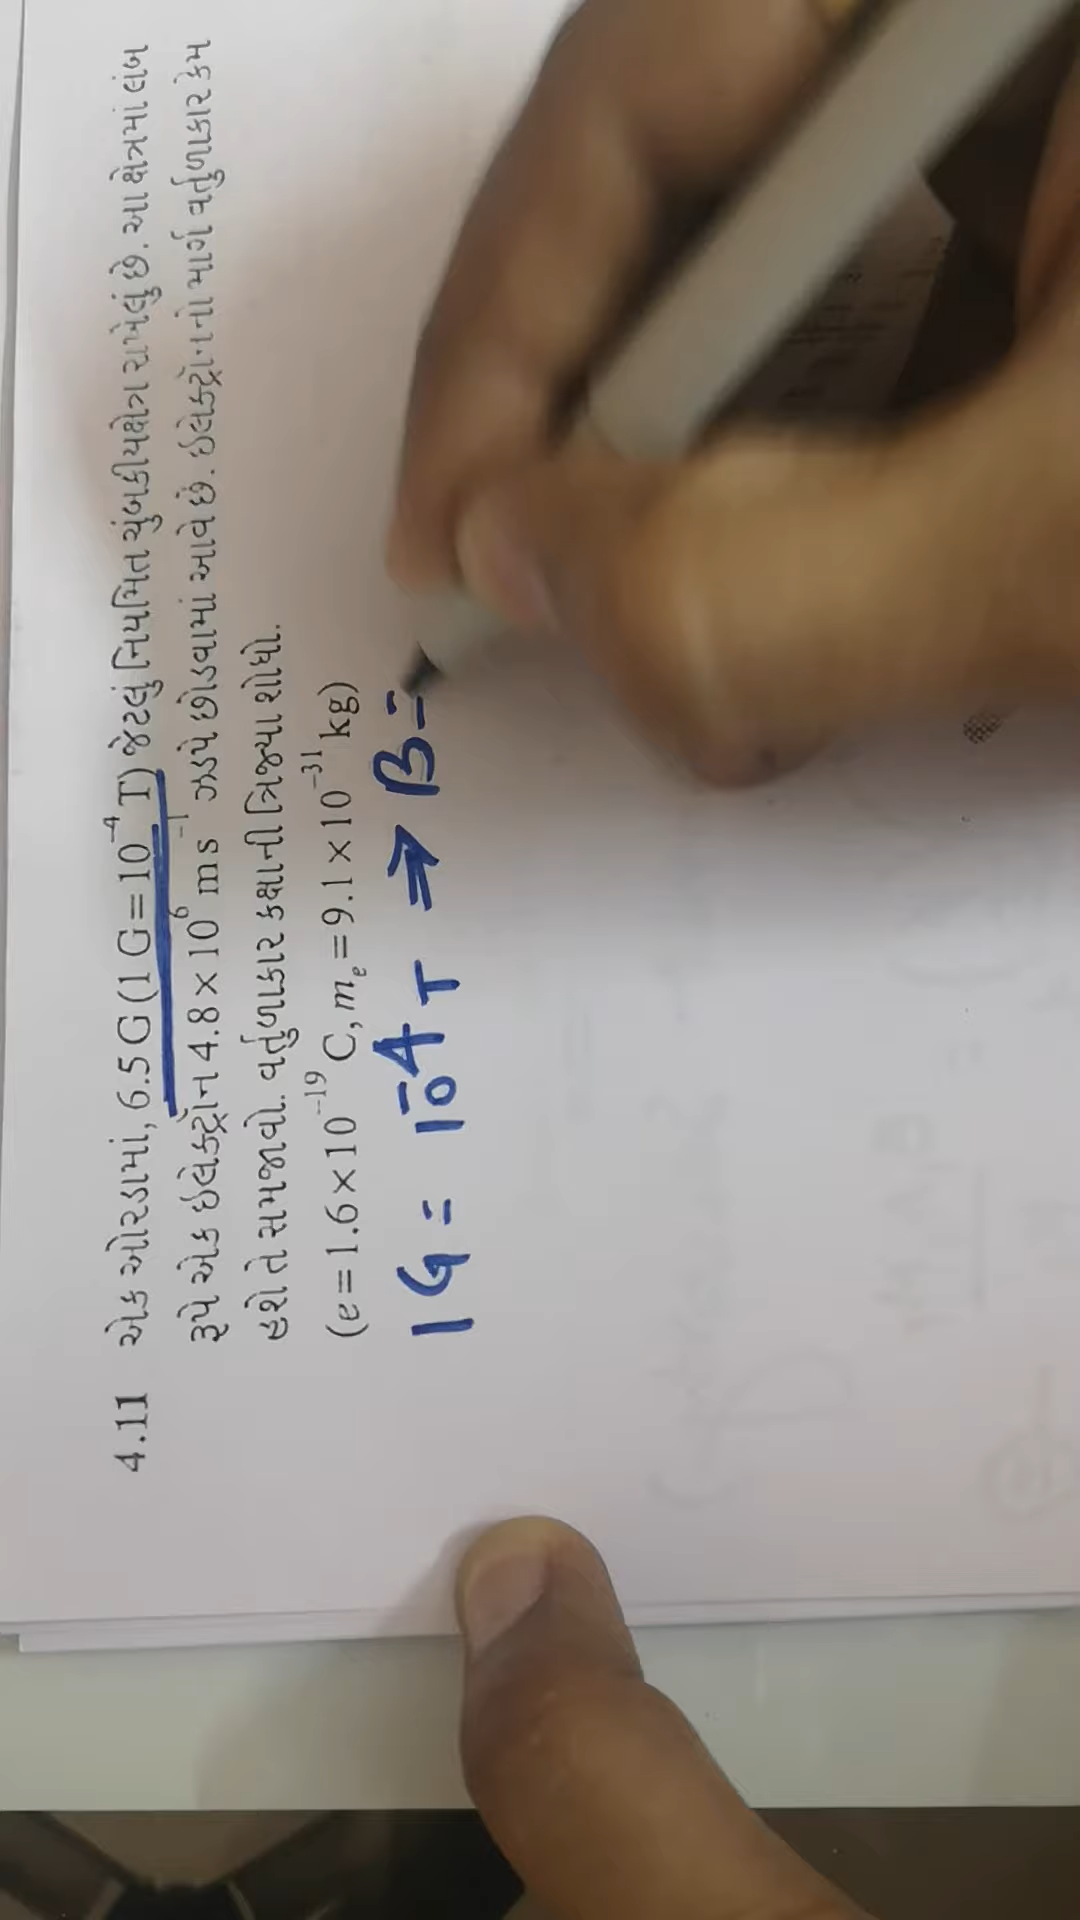 4.11 એક ઓરડામાં, 6.5 G (1 G = 10⁻⁴ T) જેટલું નિયમિત ચુંબકીયક્ષેત્ર રાખેલું છે. આ ક્ષેત્રમાં લંબ
રૂપે એક ઇલેક્ટ્રૉન 4.8 × 10⁶ ms⁻¹ ઝડપે છોડવામાં આવે છે. ઇલેક્ટ્રૉનનો માર્ગ વર્તુળાકાર કેમ
હશે તે સમજાવો. વર્તુળાકાર કક્ષાની ત્રિજ્યા શોધો.
(e = 1.6 × 10⁻¹⁹ C, mₑ = 9.1 × 10⁻³¹ kg)
1 G = 10⁻⁴ T ⇒ B =